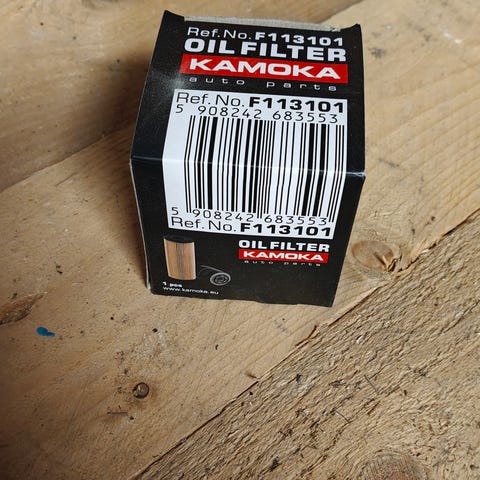 Ref. No. F113101
OIL FILTER
KAMOKA
auto parts
Ref. No. F113101
5 908242 683553
5 908242 683553
Ref. No. F113101
OIL FILTER
KAMOKA
auto parts
1 pcs
www.kamoka.eu